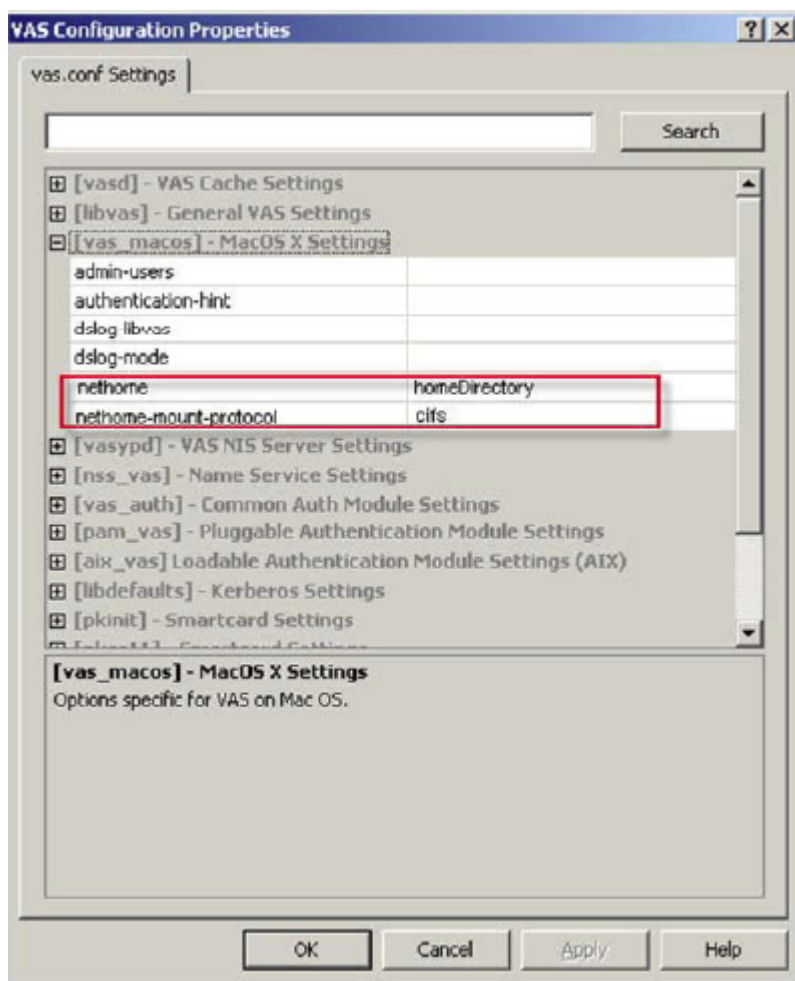 VAS Configuration Properties
vas.conf Settings
Search
[vasd] - VAS Cache Settings
[libvas] - General VAS Settings
[vas_macos] - MacOS X Settings
admin-users
authentication-hint
dslog-libvas
dslog-mode
nethome homeDirectory
nethome-mount-protocol cifs
[vasypd] - VAS NIS Server Settings
[nss_vas] - Name Service Settings
[vas_auth] - Common Auth Module Settings
[pam_vas] - Pluggable Authentication Module Settings
[aix_vas] Loadable Authentication Module Settings (AIX)
[libdefaults] - Kerberos Settings
[pkinit] - Smartcard Settings
[vas_macos] - MacOS X Settings
Options specific for VAS on Mac OS.
OK Cancel Apply Help